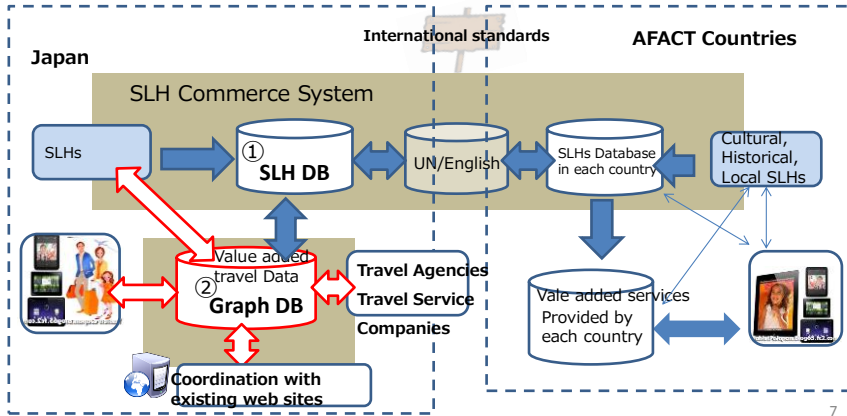 International standards
AFACT Countries
Japan
SLH Commerce System
SLHs
①
SLH DB
UN/English
SLHs Database
in each country
Cultural,
Historical,
Local SLHs
Value added
travel Data
②
Graph DB
Travel Agencies
Travel Service
Companies
Vale added services
Provided by
each country
Coordination with
existing web sites
7